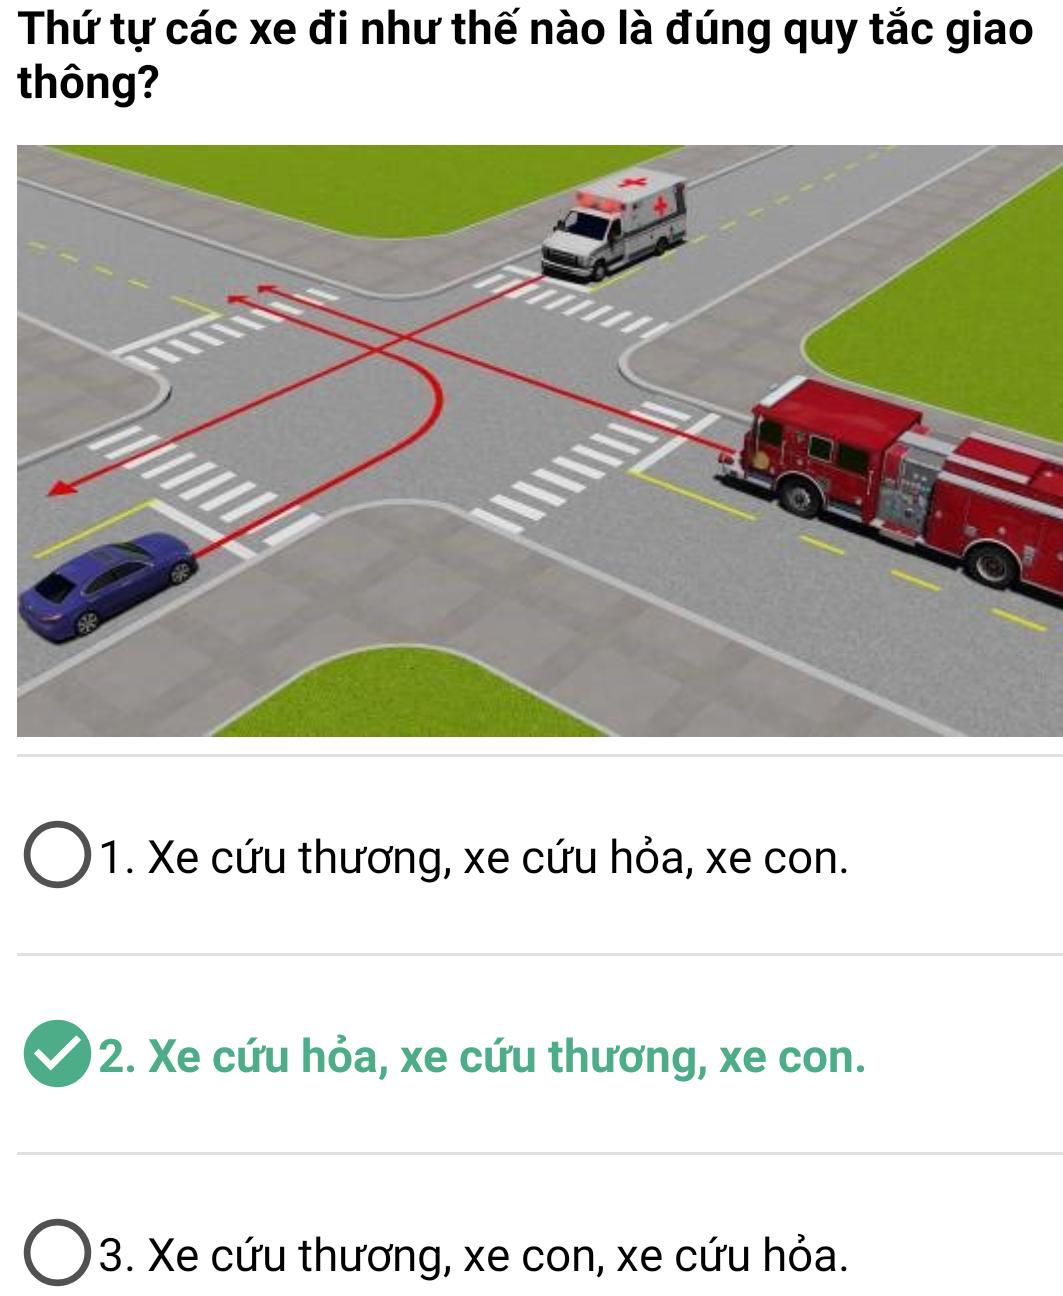 Thứ tự các xe đi như thế nào là đúng quy tắc giao
thông?
1. Xe cứu thương, xe cứu hỏa, xe con.
2. Xe cứu hỏa, xe cứu thương, xe con.
3. Xe cứu thương, xe con, xe cứu hỏa.